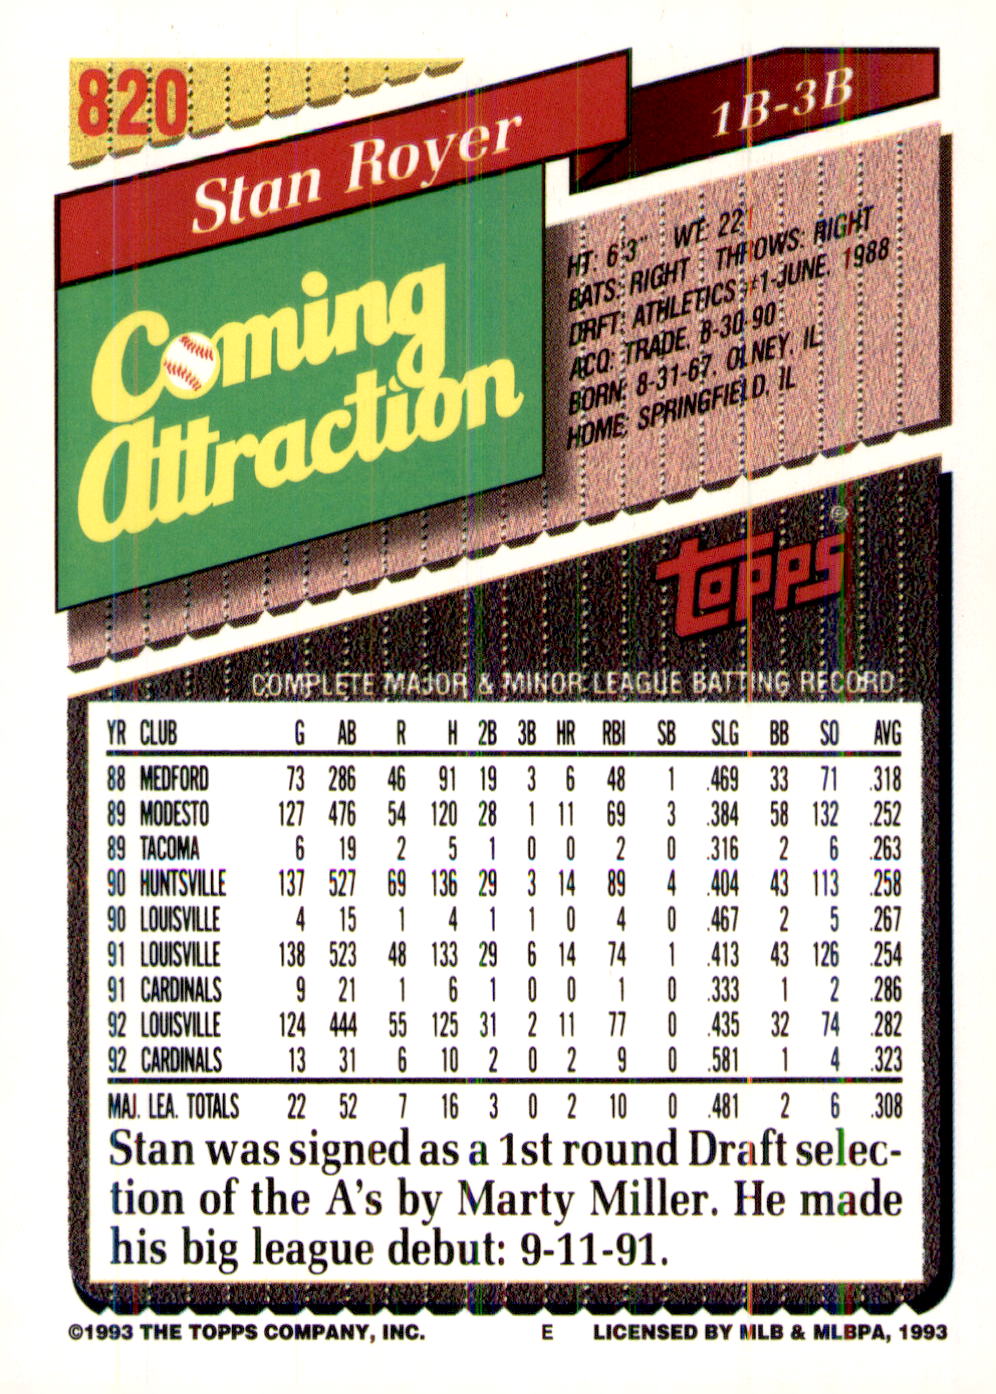 820
Stan Royer
1B-3B
Coming
Attraction
HT: 6'3" WT: 221
BATS: RIGHT THROWS: RIGHT
DRFT: ATHLETICS #1-JUNE, 1988
ACQ: TRADE, 8-30-90
BORN: 8-31-67, OLNEY, IL
HOME: SPRINGFIELD, IL
topps®
COMPLETE MAJOR & MINOR LEAGUE BATTING RECORD
YR CLUB G AB R H 2B 3B HR RBI SB SLG BB SO AVG
88 MEDFORD 73 286 46 91 19 3 6 48 1 .469 33 71 .318
89 MODESTO 127 476 54 120 28 1 11 69 3 .384 58 132 .252
89 TACOMA 6 19 2 5 1 0 0 2 0 .316 2 6 .263
90 HUNTSVILLE 137 527 69 136 29 3 14 89 4 .404 43 113 .258
90 LOUISVILLE 4 15 1 4 1 1 0 4 0 .467 2 5 .267
91 LOUISVILLE 138 523 48 133 29 6 14 74 1 .413 43 126 .254
91 CARDINALS 9 21 1 6 1 0 0 1 0 .333 1 2 .286
92 LOUISVILLE 124 444 55 125 31 2 11 77 0 .435 32 74 .282
92 CARDINALS 13 31 6 10 2 0 2 9 0 .581 1 4 .323
MAJ. LEA. TOTALS 22 52 7 16 3 0 2 10 0 .481 2 6 .308
Stan was signed as a 1st round Draft selec-
tion of the A's by Marty Miller. He made
his big league debut: 9-11-91.
©1993 THE TOPPS COMPANY, INC. E LICENSED BY MLB & MLBPA, 1993